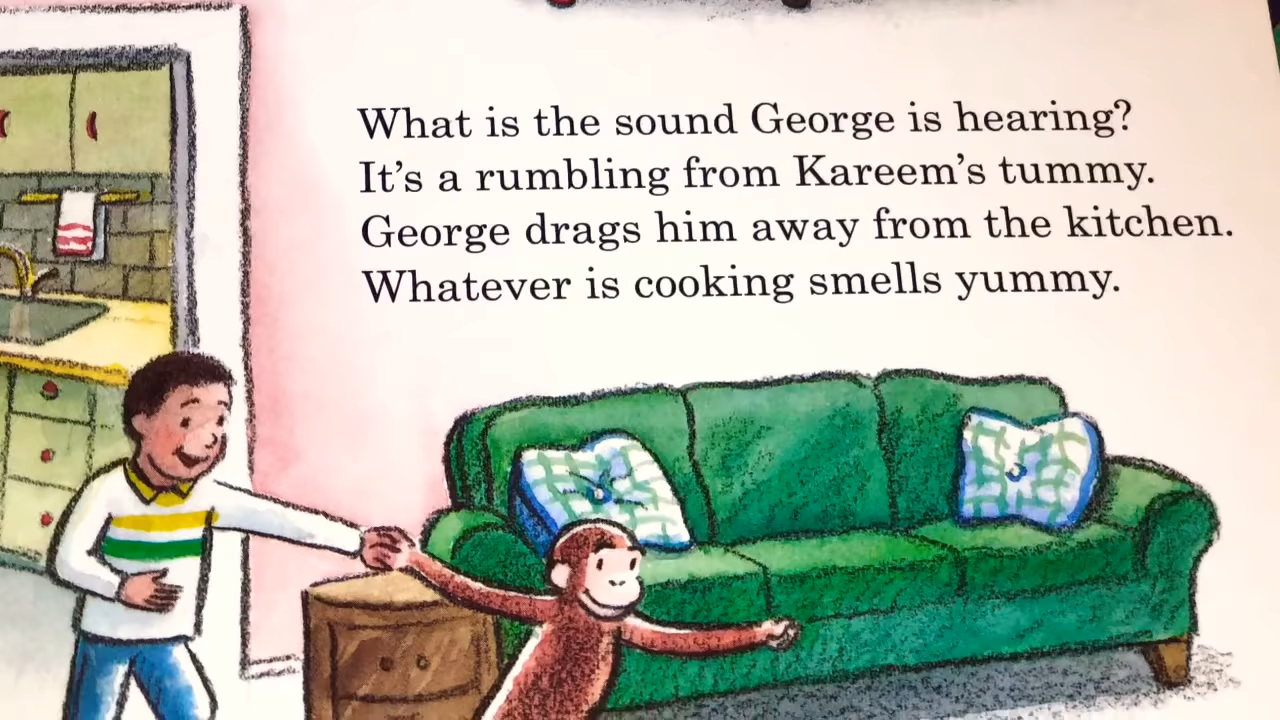 What is the sound George is hearing?
It's a rumbling from Kareem's tummy.
George drags him away from the kitchen.
Whatever is cooking smells yummy.